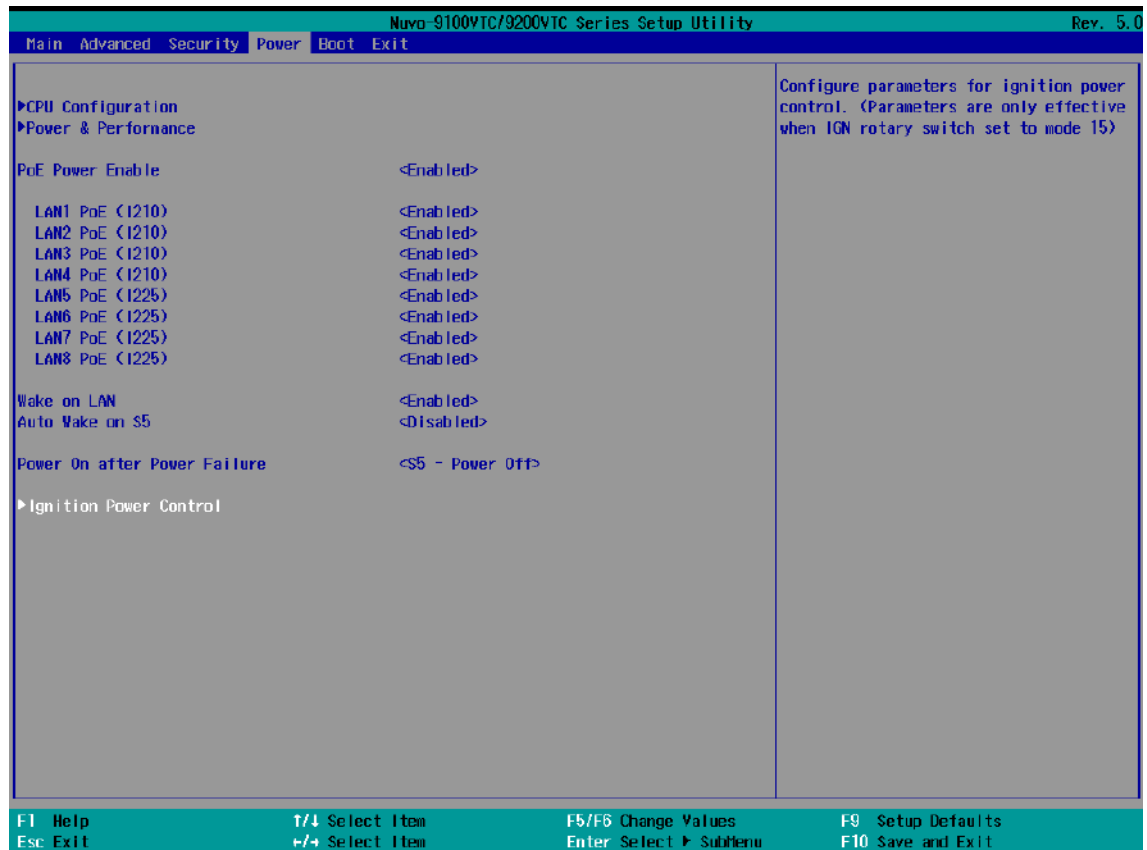 Nuvo-9100VTC/9200VTC Series Setup Utility Rev. 5.0
Main Advanced Security Power Boot Exit
▶CPU Configuration
▶Power & Performance
PoE Power Enable <Enabled>
LAN1 PoE (I210) <Enabled>
LAN2 PoE (I210) <Enabled>
LAN3 PoE (I210) <Enabled>
LAN4 PoE (I210) <Enabled>
LAN5 PoE (I225) <Enabled>
LAN6 PoE (I225) <Enabled>
LAN7 PoE (I225) <Enabled>
LAN8 PoE (I225) <Enabled>
Wake on LAN <Enabled>
Auto Wake on S5 <Disabled>
Power On after Power Failure <S5 - Power Off>
▶Ignition Power Control
Configure parameters for ignition power
control. (Parameters are only effective
when IGN rotary switch set to mode 15)
F1 Help ↑/↓ Select Item F5/F6 Change Values F9 Setup Defaults
Esc Exit ←/→ Select Item Enter Select ▶ SubMenu F10 Save and Exit